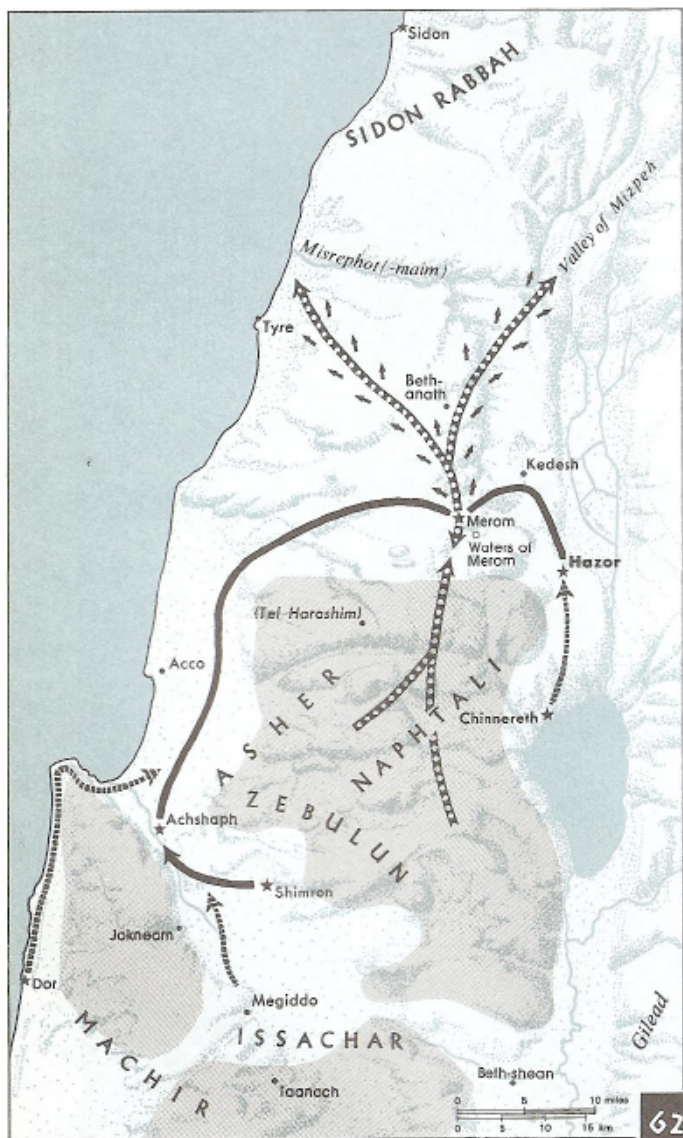 Sidon
SIDON RABBAH
Valley of Mizpeh
Misrephot(-maim)
Tyre
Beth-
anath
Kedesh
Merom
Waters of
Merom
Hazor
(Tel Harashim)
Acco
Chinnereth
ASHER
NAPHTALI
ZEBULUN
Achshaph
Shimron
Jokneam
Dor
Megiddo
MACHIR
ISSACHAR
Gilead
Taanach
Beth-shean
0 5 10 miles
0 5 10 15 km
62